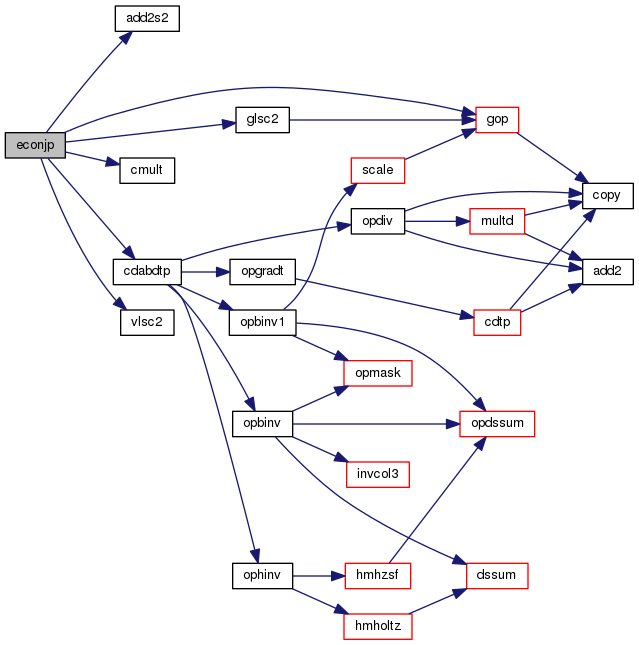 add2s2
econjp
glsc2
gop
cmult
scale
copy
opdiv
multd
cdabdtp
opgradt
add2
vlsc2
opbinv1
cdtp
opmask
opbinv
opdssum
invcol3
ophinv
hmhzsf
dssum
hmholtz